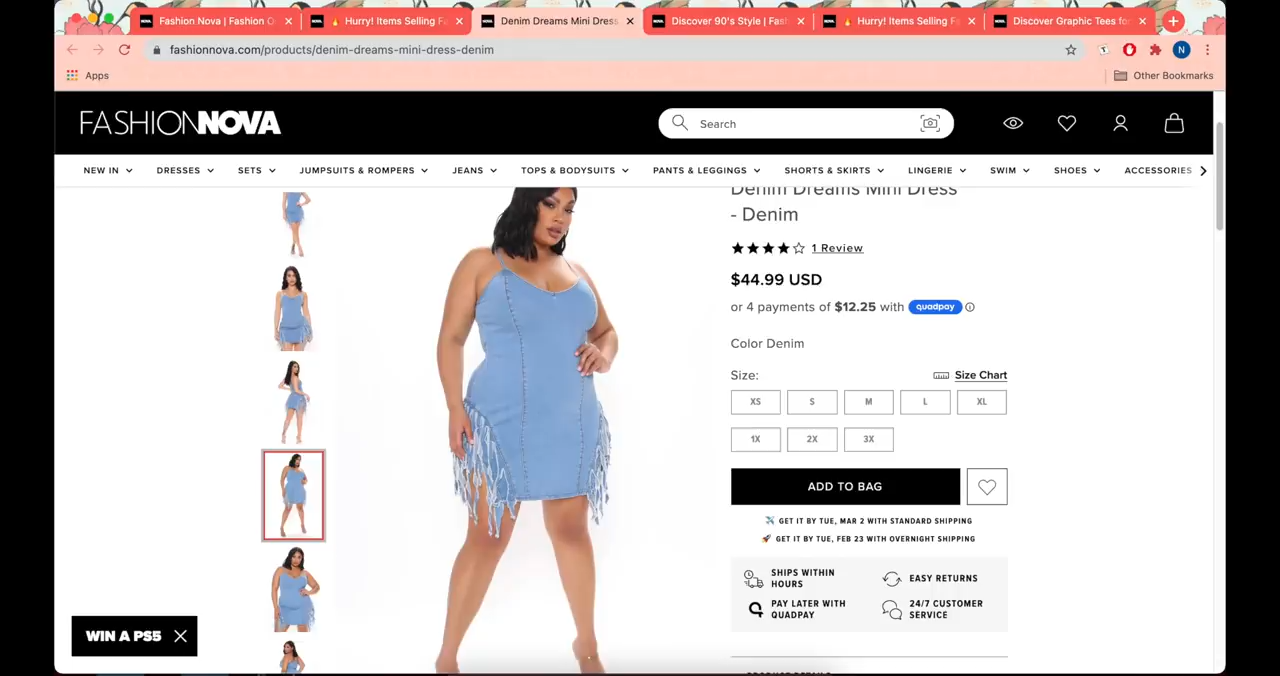 Fashion Nova | Fashion O
🔥 Hurry! Items Selling Fa
Denim Dreams Mini Dress
Discover 90's Style | Fash
🔥 Hurry! Items Selling Fa
Discover Graphic Tees for
fashionnova.com/products/denim-dreams-mini-dress-denim
N
Apps
Other Bookmarks
FASHIONNOVA
Search
NEW IN
DRESSES
SETS
JUMPSUITS & ROMPERS
JEANS
TOPS & BODYSUITS
PANTS & LEGGINGS
SHORTS & SKIRTS
LINGERIE
SWIM
SHOES
ACCESSORIES
Denim Dreams Mini Dress
- Denim
1 Review
$44.99 USD
or 4 payments of $12.25 with quadpay
Color Denim
Size:
Size Chart
XS
S
M
L
XL
1X
2X
3X
ADD TO BAG
GET IT BY TUE, MAR 2 WITH STANDARD SHIPPING
GET IT BY TUE, FEB 23 WITH OVERNIGHT SHIPPING
SHIPS WITHIN
HOURS
EASY RETURNS
PAY LATER WITH
QUADPAY
24/7 CUSTOMER
SERVICE
WIN A PS5